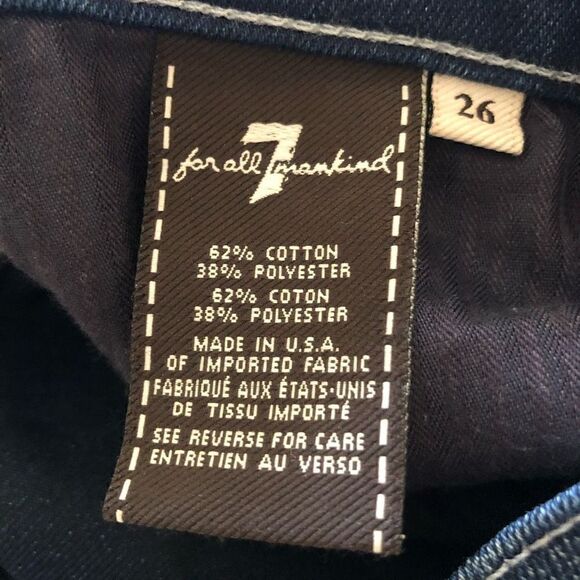 26
for all 7 mankind
62% COTTON
38% POLYESTER
62% COTON
38% POLYESTER
MADE IN U.S.A.
OF IMPORTED FABRIC
FABRIQUÉ AUX ÉTATS-UNIS
DE TISSU IMPORTÉ
SEE REVERSE FOR CARE
ENTRETIEN AU VERSO